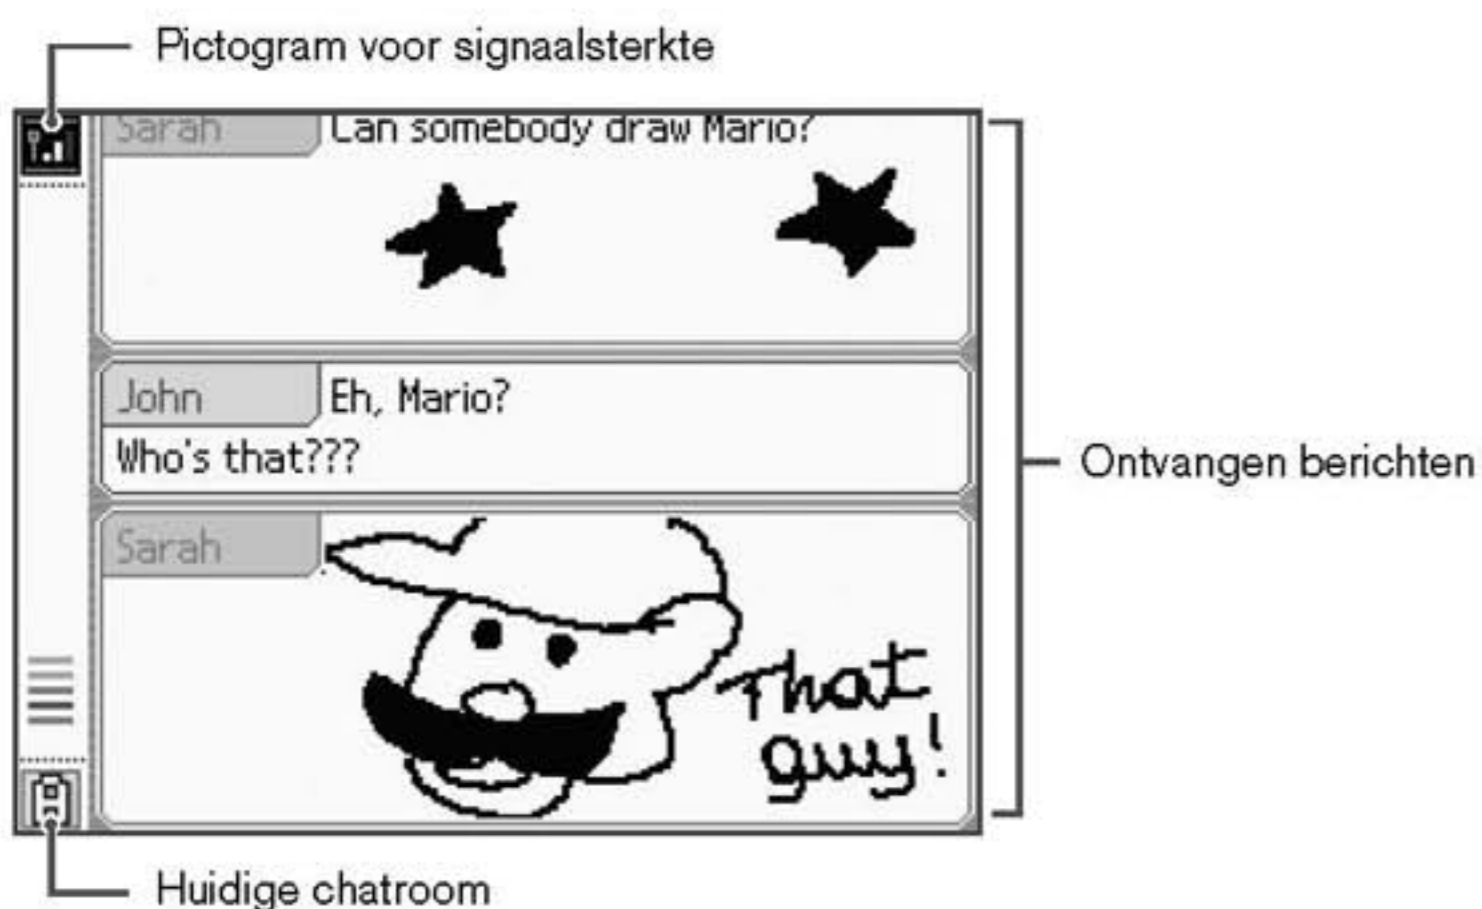 Pictogram voor signaalsterkte
Sarah Can somebody draw Mario?
John Eh, Mario?
Who's that???
Ontvangen berichten
Sarah
That
guy!
Huidige chatroom